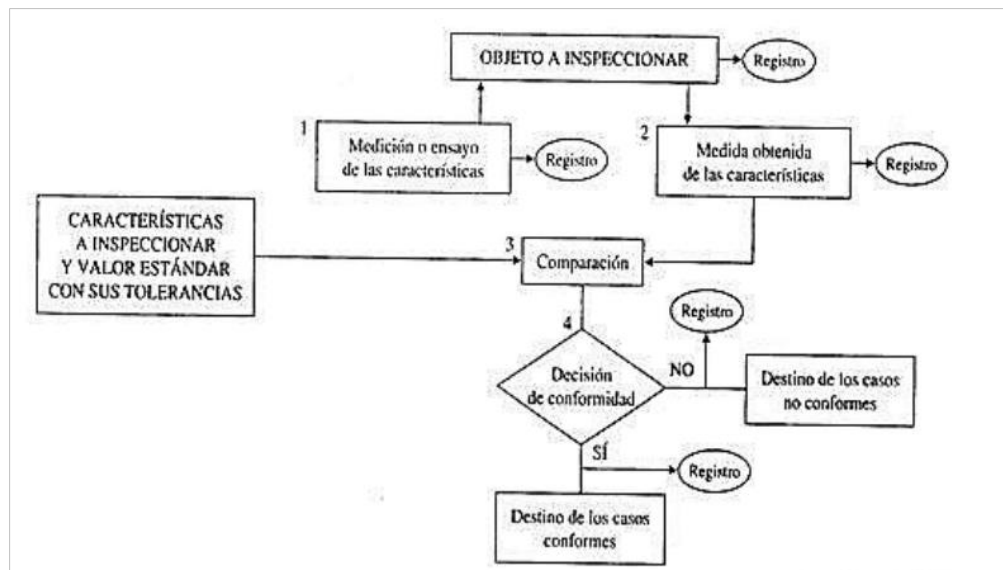 OBJETO A INSPECCIONAR
Registro
1
Medición o ensayo
de las características
Registro
2
Medida obtenida
de las características
Registro
CARACTERÍSTICAS
A INSPECCIONAR
Y VALOR ESTÁNDAR
CON SUS TOLERANCIAS
3
Comparación
4
Decisión
de conformidad
NO
Registro
Destino de los casos
no conformes
SÍ
Registro
Destino de los casos
conformes